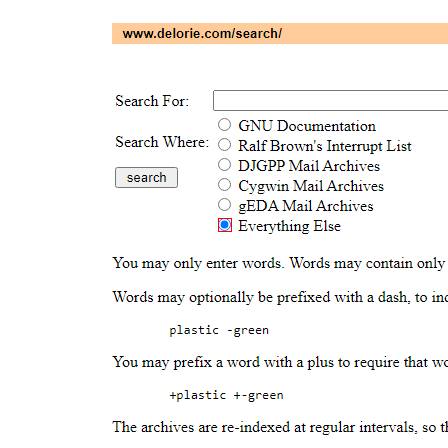 www.delorie.com/search/
Search For:
Search Where:
GNU Documentation
Ralf Brown's Interrupt List
DJGPP Mail Archives
Cygwin Mail Archives
gEDA Mail Archives
Everything Else
search
You may only enter words. Words may contain only
Words may optionally be prefixed with a dash, to
plastic -green
You may prefix a word with a plus to require that
+plastic +-green
The archives are re-indexed at regular intervals, so